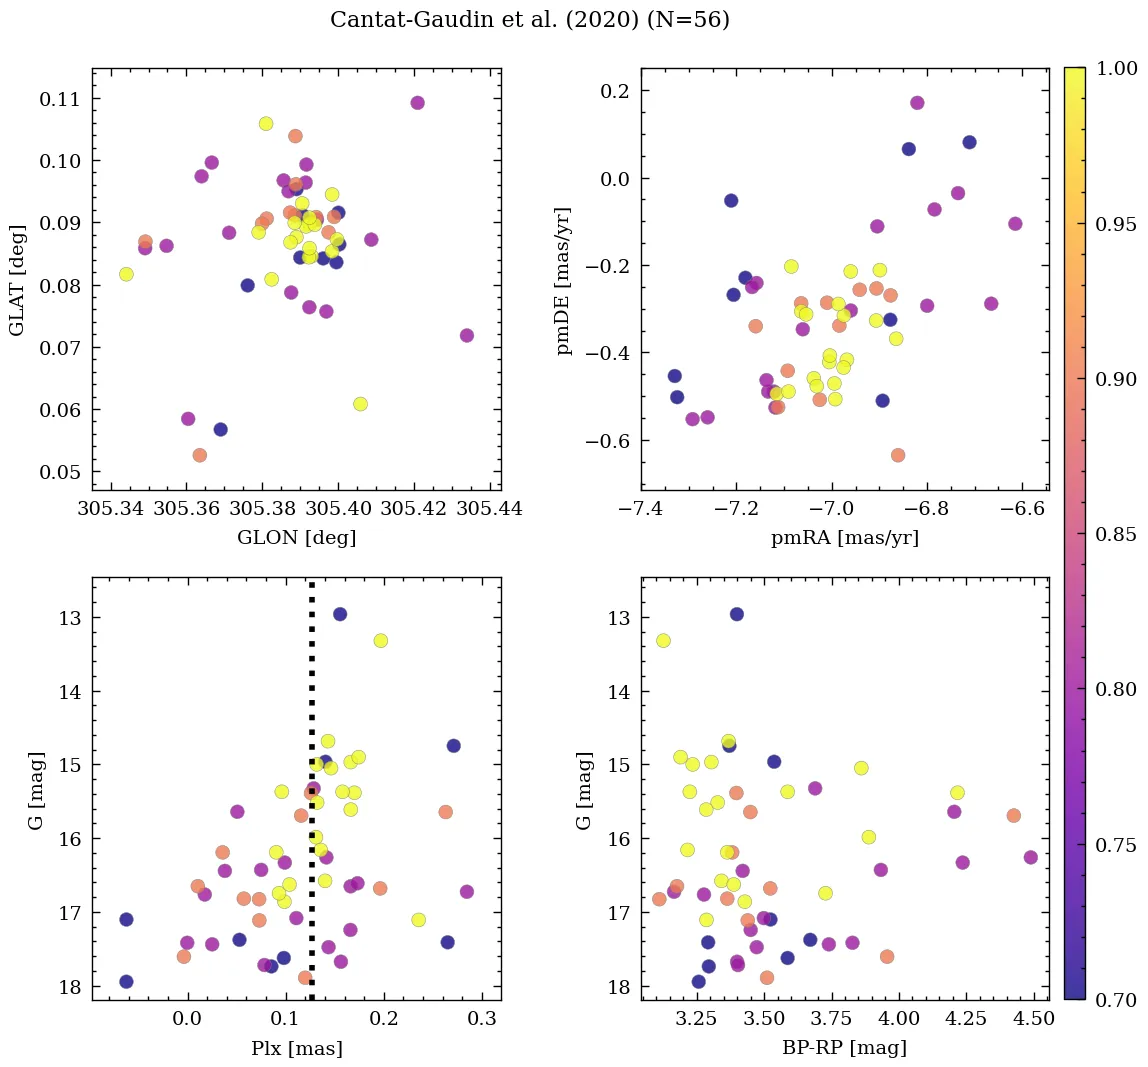 Cantat-Gaudin et al. (2020) (N=56)
0.11
0.10
0.09
0.08
0.07
0.06
0.05
GLAT [deg]
305.34 305.36 305.38 305.40 305.42 305.44
GLON [deg]
0.2
0.0
−0.2
−0.4
−0.6
pmDE [mas/yr]
−7.4 −7.2 −7.0 −6.8 −6.6
pmRA [mas/yr]
13
14
15
16
17
18
G [mag]
0.0 0.1 0.2 0.3
Plx [mas]
13
14
15
16
17
18
G [mag]
3.25 3.50 3.75 4.00 4.25 4.50
BP-RP [mag]
1.00
0.95
0.90
0.85
0.80
0.75
0.70